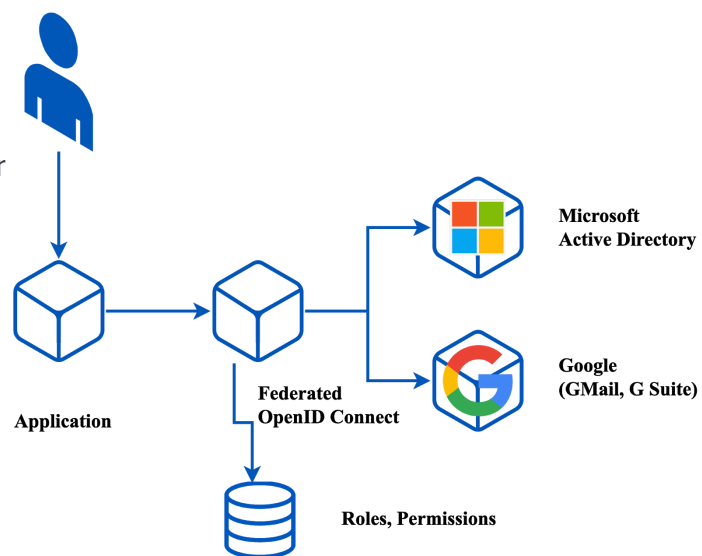 r
Microsoft
Active Directory
Google
(GMail, G Suite)
Federated
OpenID Connect
Application
Roles, Permissions